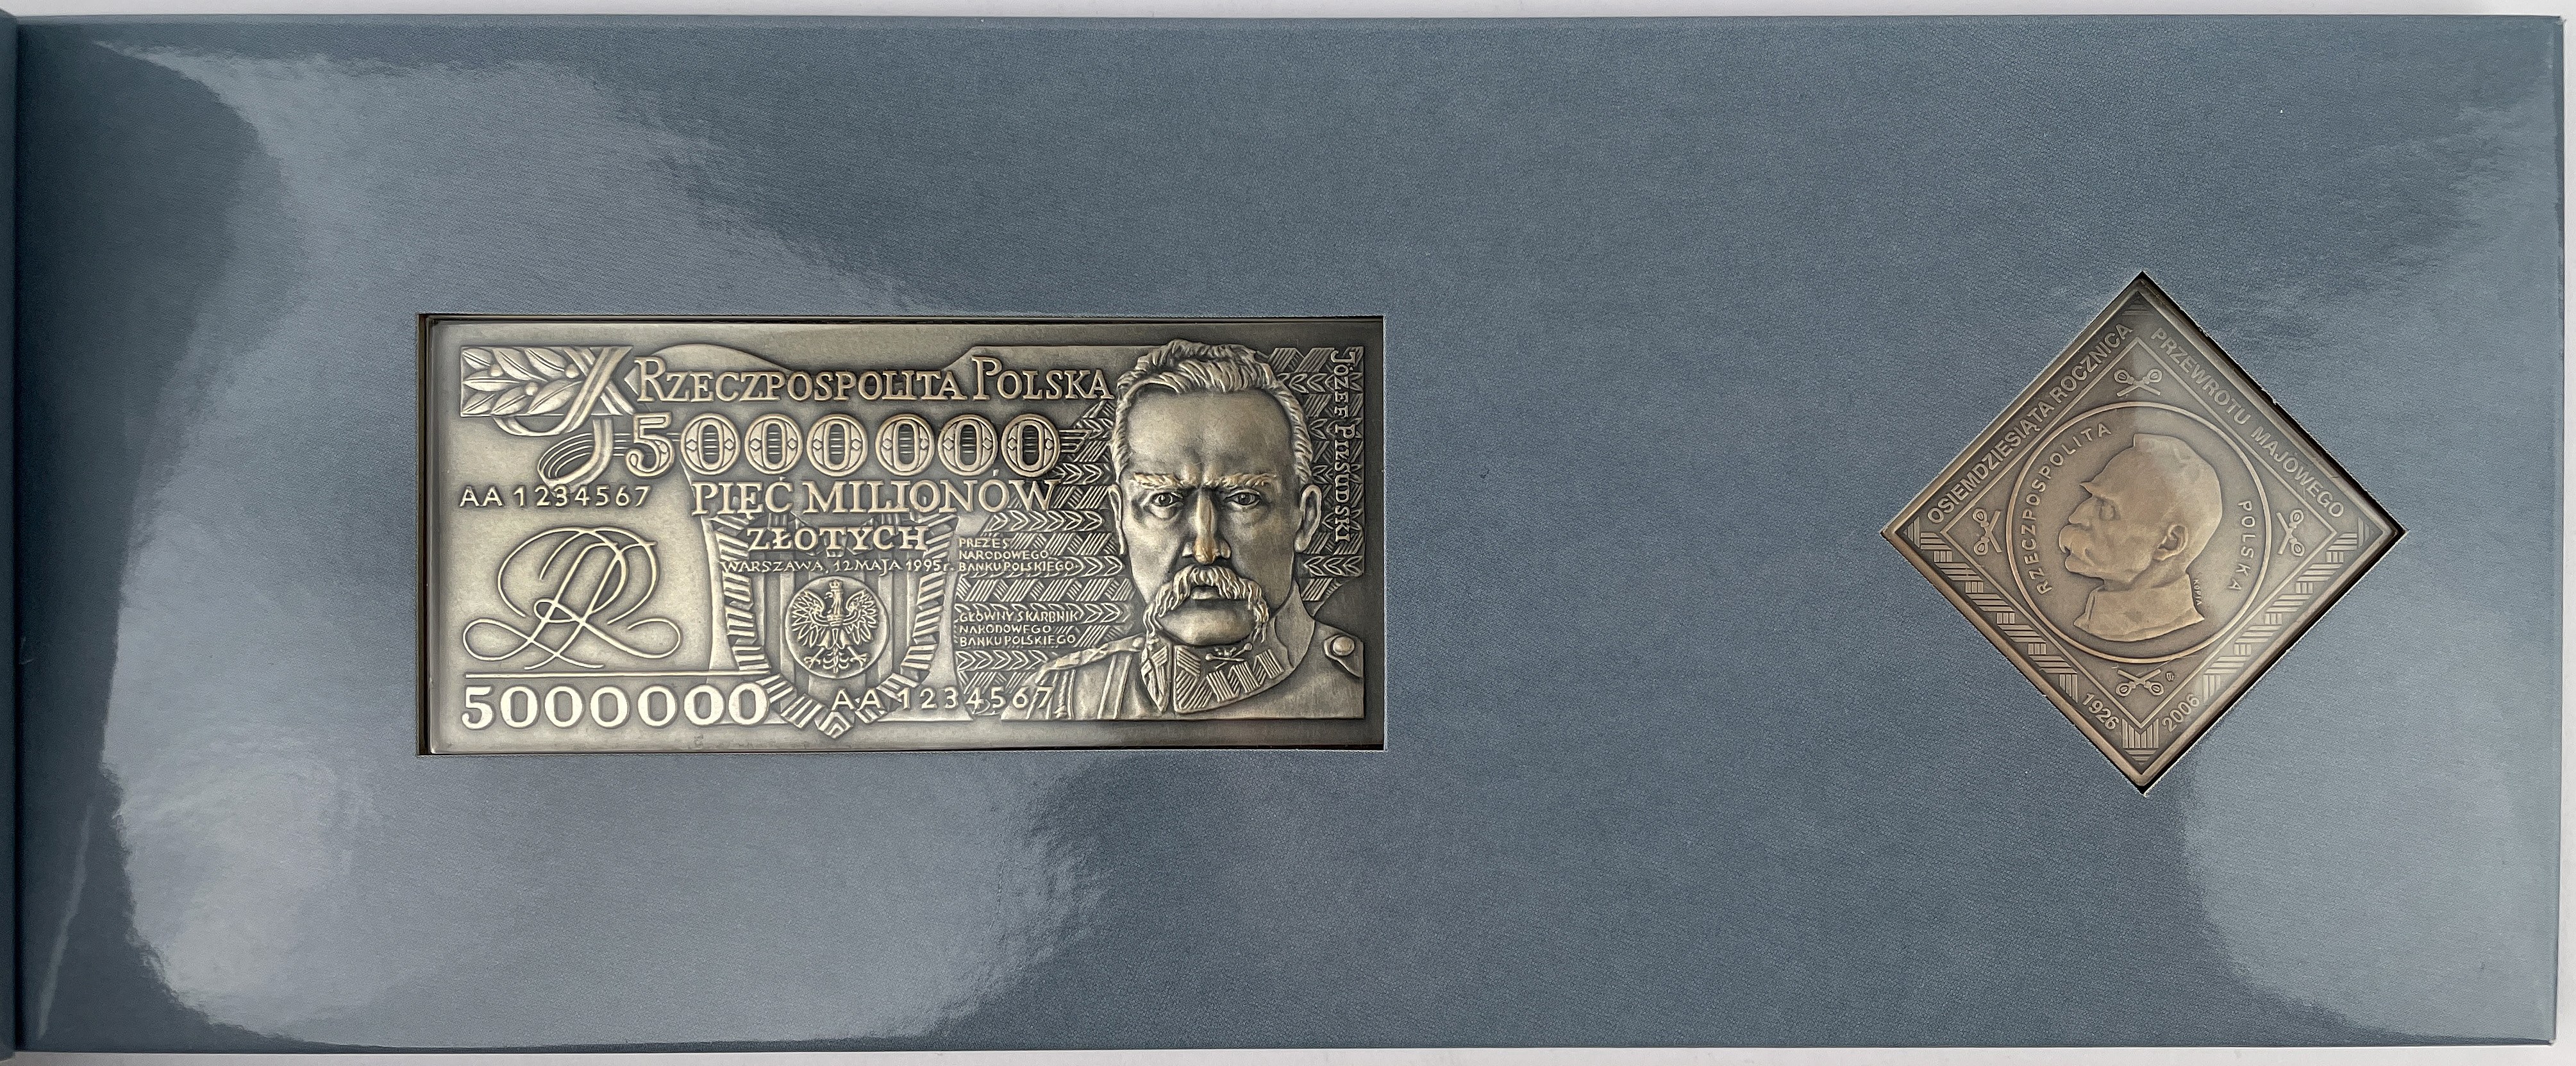 RZECZPOSPOLITA POLSKA
5000000
AA 1234567
PIĘĆ MILIONÓW
ZŁOTYCH
WARSZAWA, 12 MAJA 1995 r.
PREZES
NARODOWEGO
BANKU POLSKIEGO
GŁÓWNY SKARBNIK
NARODOWEGO
BANKU POLSKIEGO
5000000
AA 1234567
JÓZEF PIŁSUDSKI
OSIEMDZIESIĄTA ROCZNICA
PRZEWROTU MAJOWEGO
RZECZPOSPOLITA
POLSKA
KOPIA
1926
2006